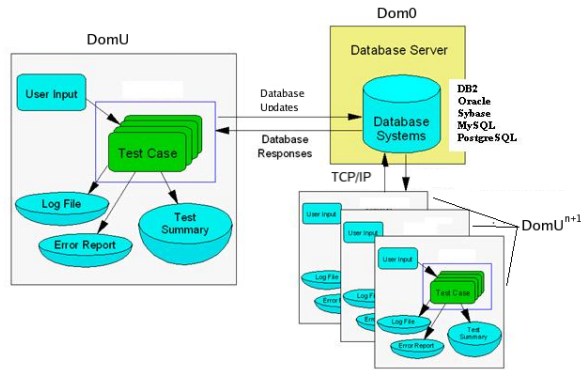 Dom0
DomU
Database Server
User Input
Database
Updates
DB2
Oracle
Sybase
MySQL
PostgreSQL
Database
Systems
Database
Responses
Test Case
TCP/IP
Log File
Test
Summary
Error Report
DomU n+1
User Input
User Input
User Input
Log File
Log File
Test Case
Log File
Test
Summary
Error Report